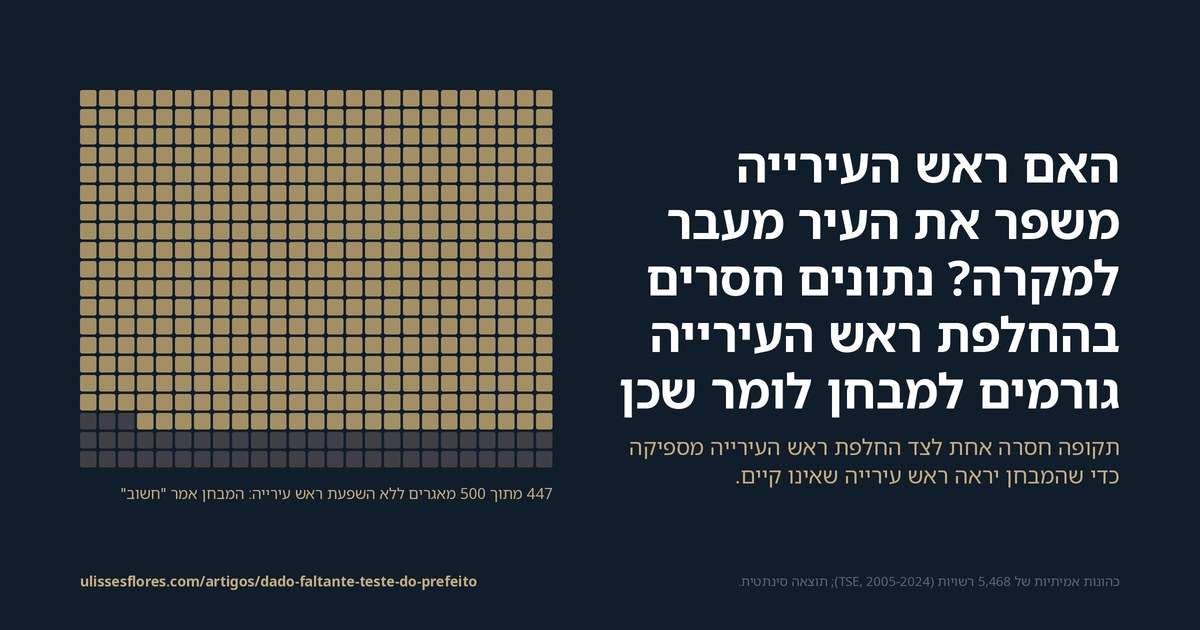 האם ראש העירייה
משפר את העיר מעבר
למקרה? נתונים חסרים
בהחלפת ראש העירייה
גורמים למבחן לומר שכן
תקופה חסרה אחת לצד החלפת ראש העירייה מספיקה
כדי שהמבחן יראה ראש עירייה שאינו קיים.
447 מתוך 500 מאגרים ללא השפעת ראש עירייה: המבחן אמר "חשוב"
כהונות אמיתיות של 5,468 רשויות (TSE, 2005-2024); תוצאה סינתטית.
ulissesflores.com/artigos/dado-faltante-teste-do-prefeito